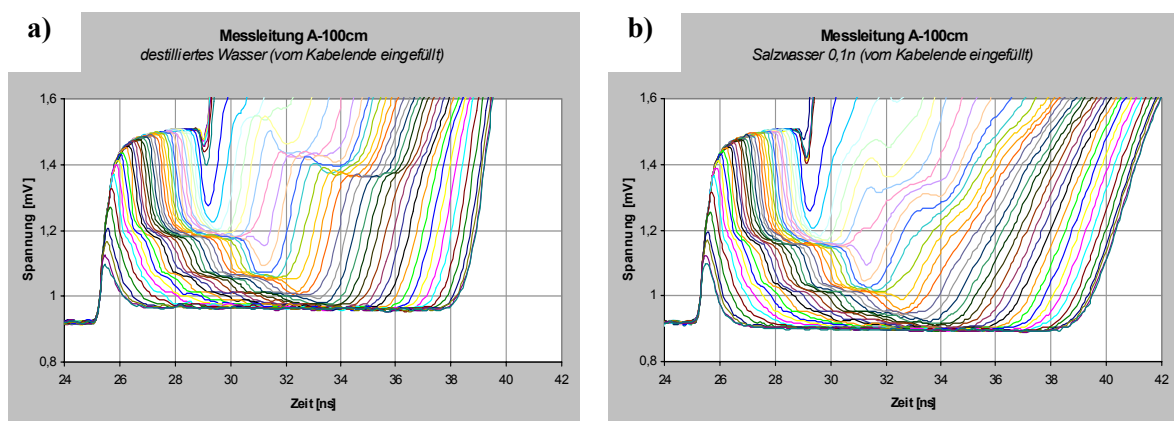 a)
Messleitung A-100cm
destilliertes Wasser (vom Kabelende eingefüllt)
Spannung [mV]
1,6
1,4
1,2
1
0,8
24 26 28 30 32 34 36 38 40 42
Zeit [ns]
b)
Messleitung A-100cm
Salzwasser 0,1n (vom Kabelende eingefüllt)
Spannung [mV]
1,6
1,4
1,2
1
0,8
24 26 28 30 32 34 36 38 40 42
Zeit [ns]